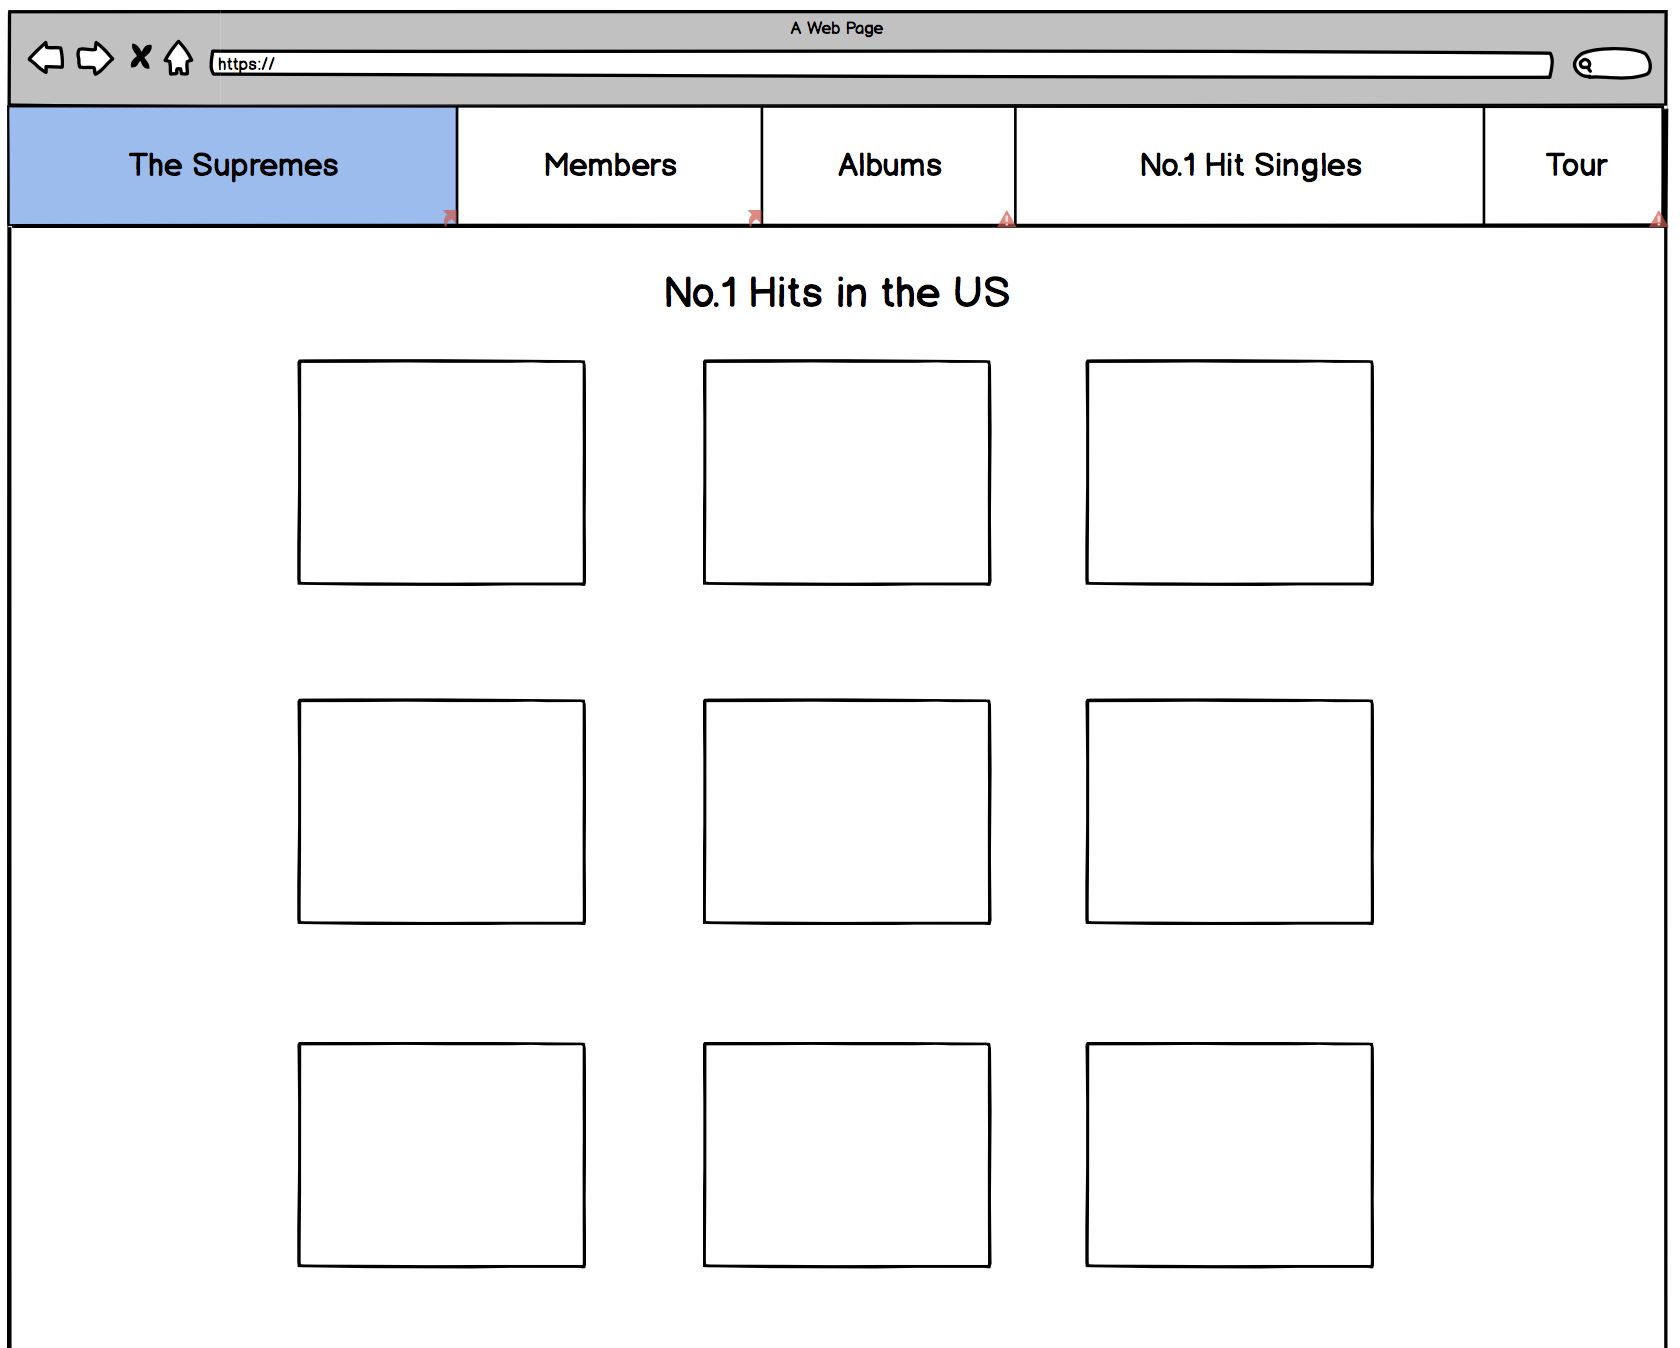 A Web Page
https://
The Supremes
Members
Albums
No.1 Hit Singles
Tour
No.1 Hits in the US